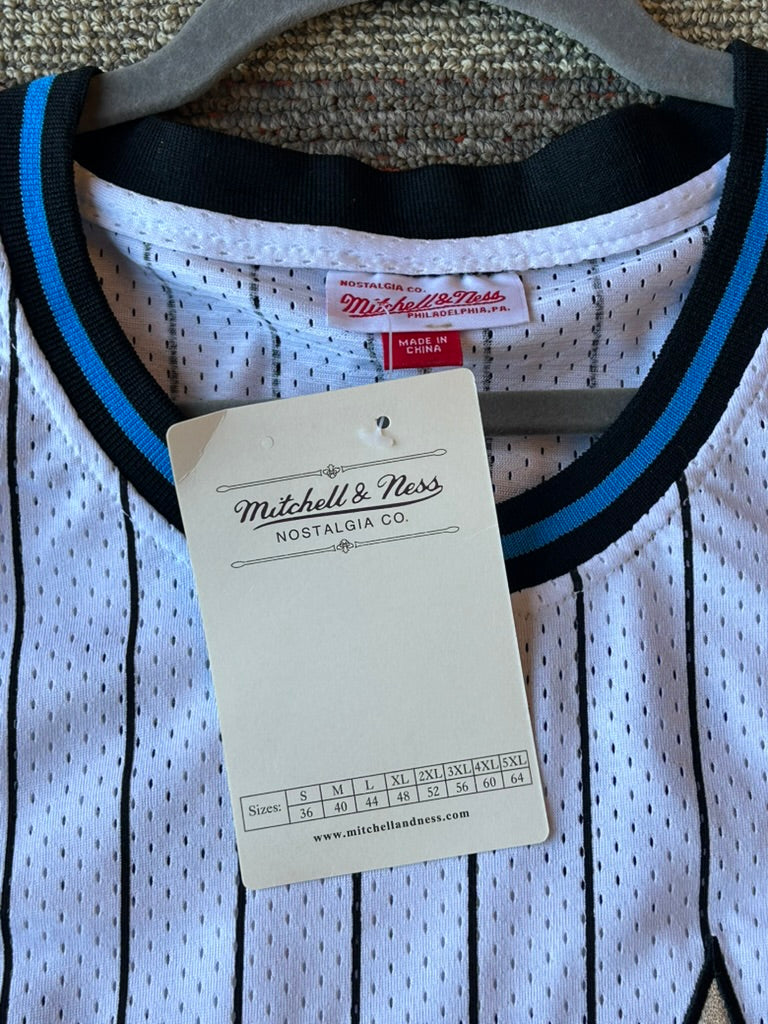 NOSTALGIA CO.
Mitchell & Ness
PHILADELPHIA, PA.
MADE IN
CHINA
Mitchell & Ness
NOSTALGIA CO.
Sizes: S M L XL 2XL 3XL 4XL 5XL
36 40 44 48 52 56 60 64
www.mitchellandness.com